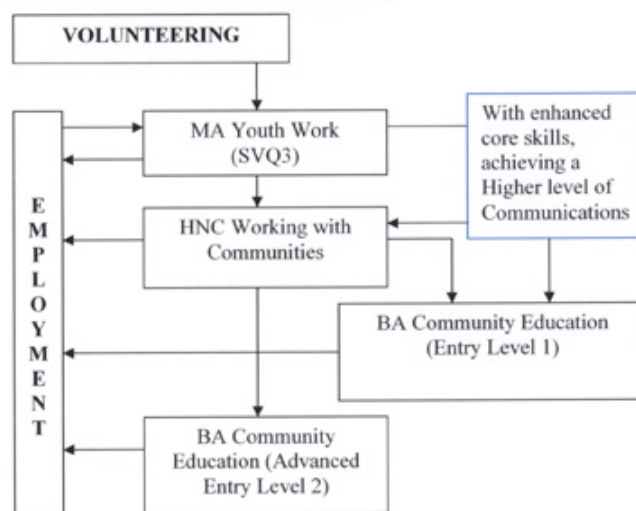 VOLUNTEERING
MA Youth Work
(SVQ3)
With enhanced
core skills,
achieving a
Higher level of
Communications
EMPLOYMENT
HNC Working with
Communities
BA Community Education
(Entry Level 1)
BA Community
Education (Advanced
Entry Level 2)